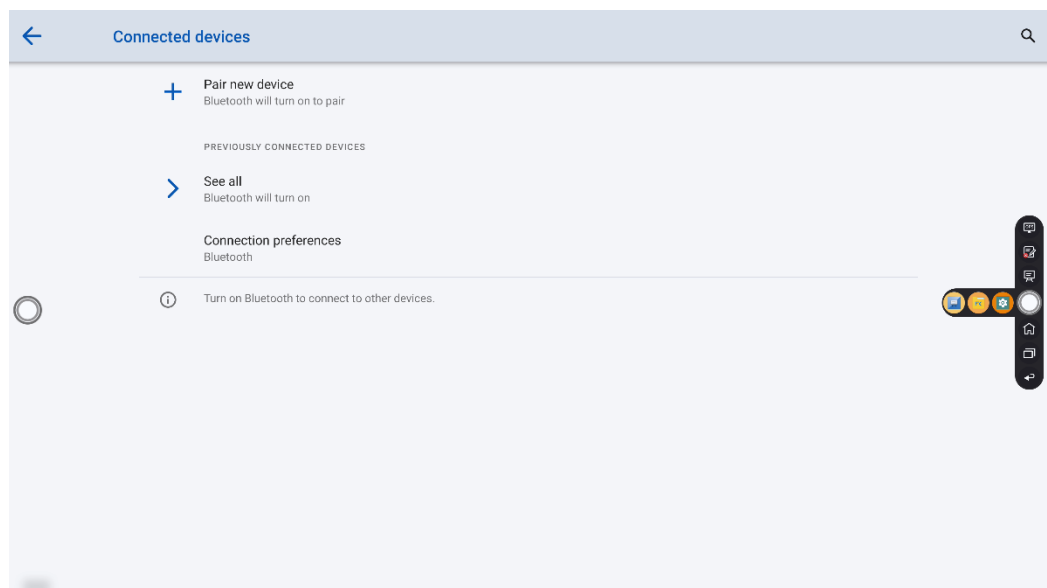 Connected devices
Pair new device
Bluetooth will turn on to pair
PREVIOUSLY CONNECTED DEVICES
See all
Bluetooth will turn on
Connection preferences
Bluetooth
Turn on Bluetooth to connect to other devices.